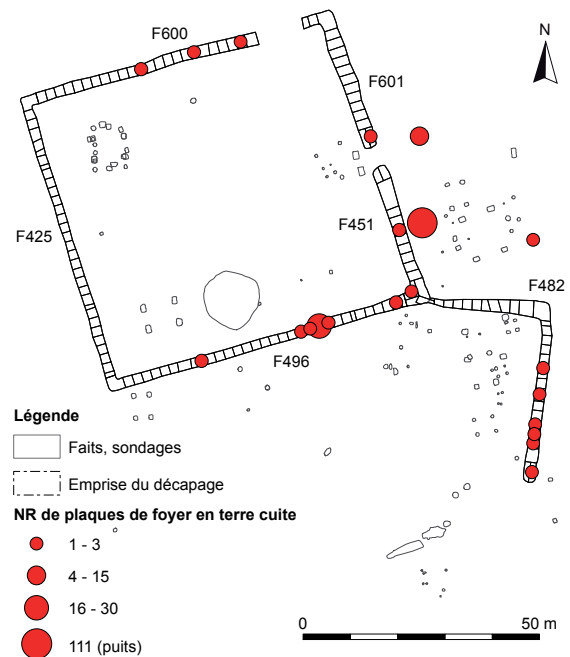 F600
N
F601
F425
F451
F482
F496
Légende
Faits, sondages
Emprise du décapage
NR de plaques de foyer en terre cuite
1 - 3
4 - 15
16 - 30
111 (puits)
0 50 m